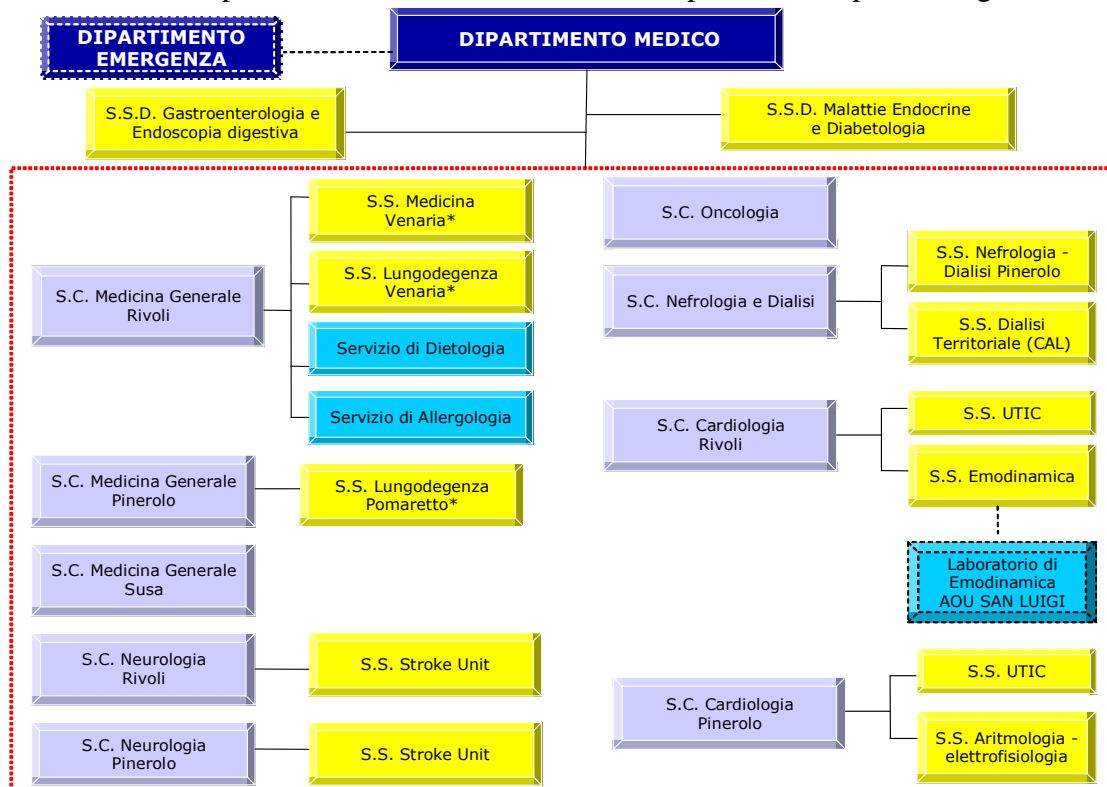 DIPARTIMENTO
EMERGENZA
DIPARTIMENTO MEDICO
S.S.D. Gastroenterologia e
Endoscopia digestiva
S.S.D. Malattie Endocrine
e Diabetologia
S.C. Medicina Generale
Rivoli
S.S. Medicina
Venaria*
S.S. Lungodegenza
Venaria*
Servizio di Dietologia
Servizio di Allergologia
S.C. Medicina Generale
Pinerolo
S.S. Lungodegenza
Pomaretto*
S.C. Medicina Generale
Susa
S.C. Neurologia
Rivoli
S.S. Stroke Unit
S.C. Neurologia
Pinerolo
S.S. Stroke Unit
S.C. Oncologia
S.C. Nefrologia e Dialisi
S.S. Nefrologia -
Dialisi Pinerolo
S.S. Dialisi
Territoriale (CAL)
S.C. Cardiologia
Rivoli
S.S. UTIC
S.S. Emodinamica
Laboratorio di
Emodinamica
AOU SAN LUIGI
S.C. Cardiologia
Pinerolo
S.S. UTIC
S.S. Aritmologia -
elettrofisiologia